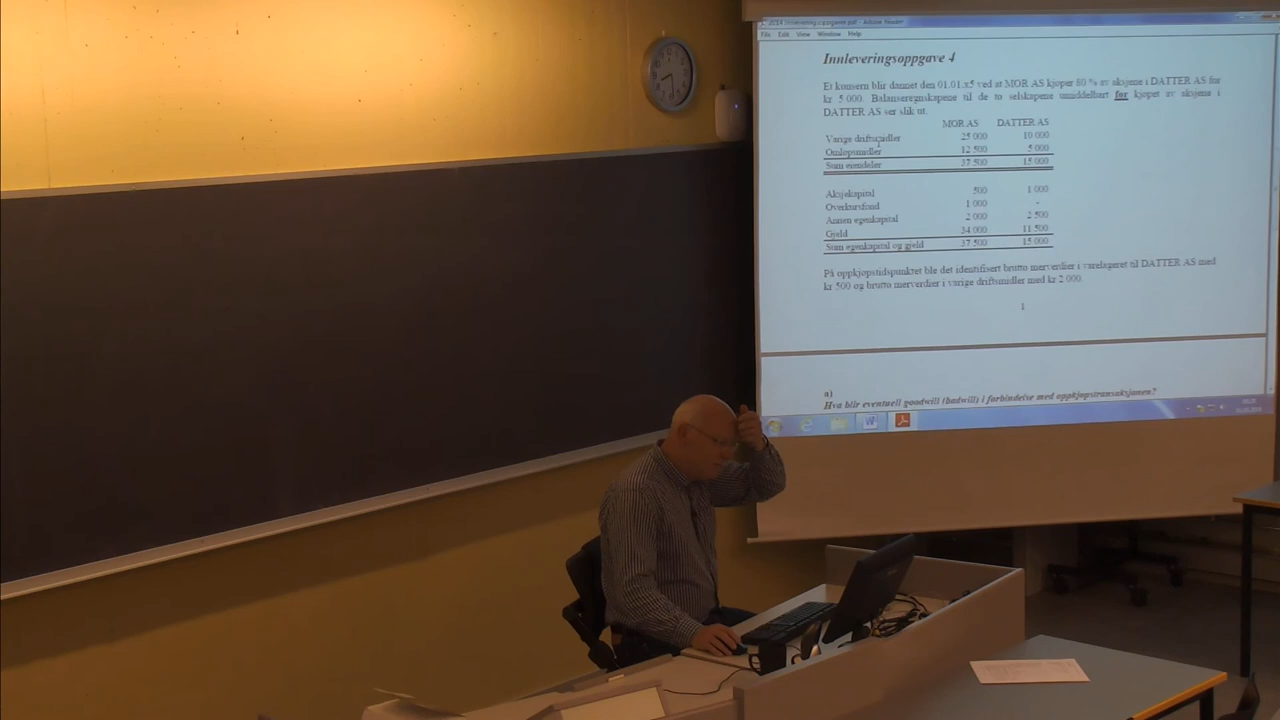 2014 Innleveringsoppgaver.pdf - Adobe Reader
File Edit View Window Help
Innleveringsoppgave 4
Et konsern blir dannet den 01.01.x5 ved at MOR AS kjøper 80 % av aksjene i DATTER AS for
kr 5 000. Balanseregnskapene til de to selskapene umiddelbart før kjøpet av aksjene i
DATTER AS ser slik ut.
MOR AS DATTER AS
Varige driftsmidler 25 000 10 000
Omløpsmidler 12 500 5 000
Sum eiendeler 37 500 15 000
Aksjekapital 500 1 000
Overkursfond 1 000 -
Annen egenkapital 2 000 2 500
Gjeld 34 000 11 500
Sum egenkapital og gjeld 37 500 15 000
På oppkjøpstidspunktet ble det identifisert brutto merverdier i varelageret til DATTER AS med
kr 500 og brutto merverdier i varige driftsmidler med kr 2 000.
1
a)
Hva blir eventuell goodwill (badwill) i forbindelse med oppkjøpstransaksjonen?